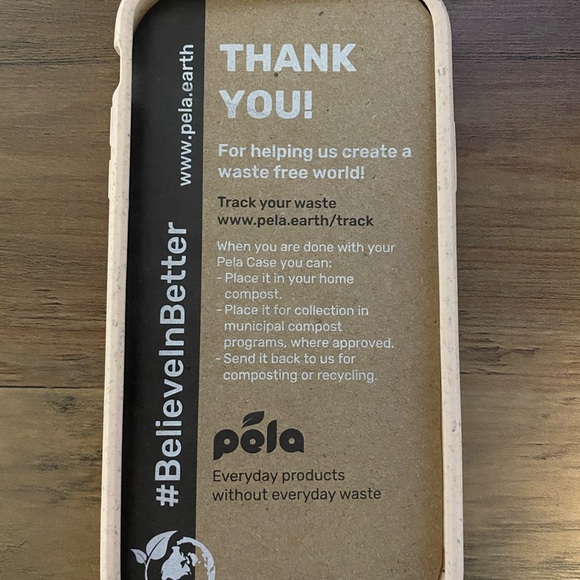 THANK
YOU!
For helping us create a
waste free world!
Track your waste
www.pela.earth/track
When you are done with your
Pela Case you can:
- Place it in your home
compost.
- Place it for collection in
municipal compost
programs, where approved.
- Send it back to us for
composting or recycling.
pela
Everyday products
without everyday waste
#BelieveInBetter
www.pela.earth